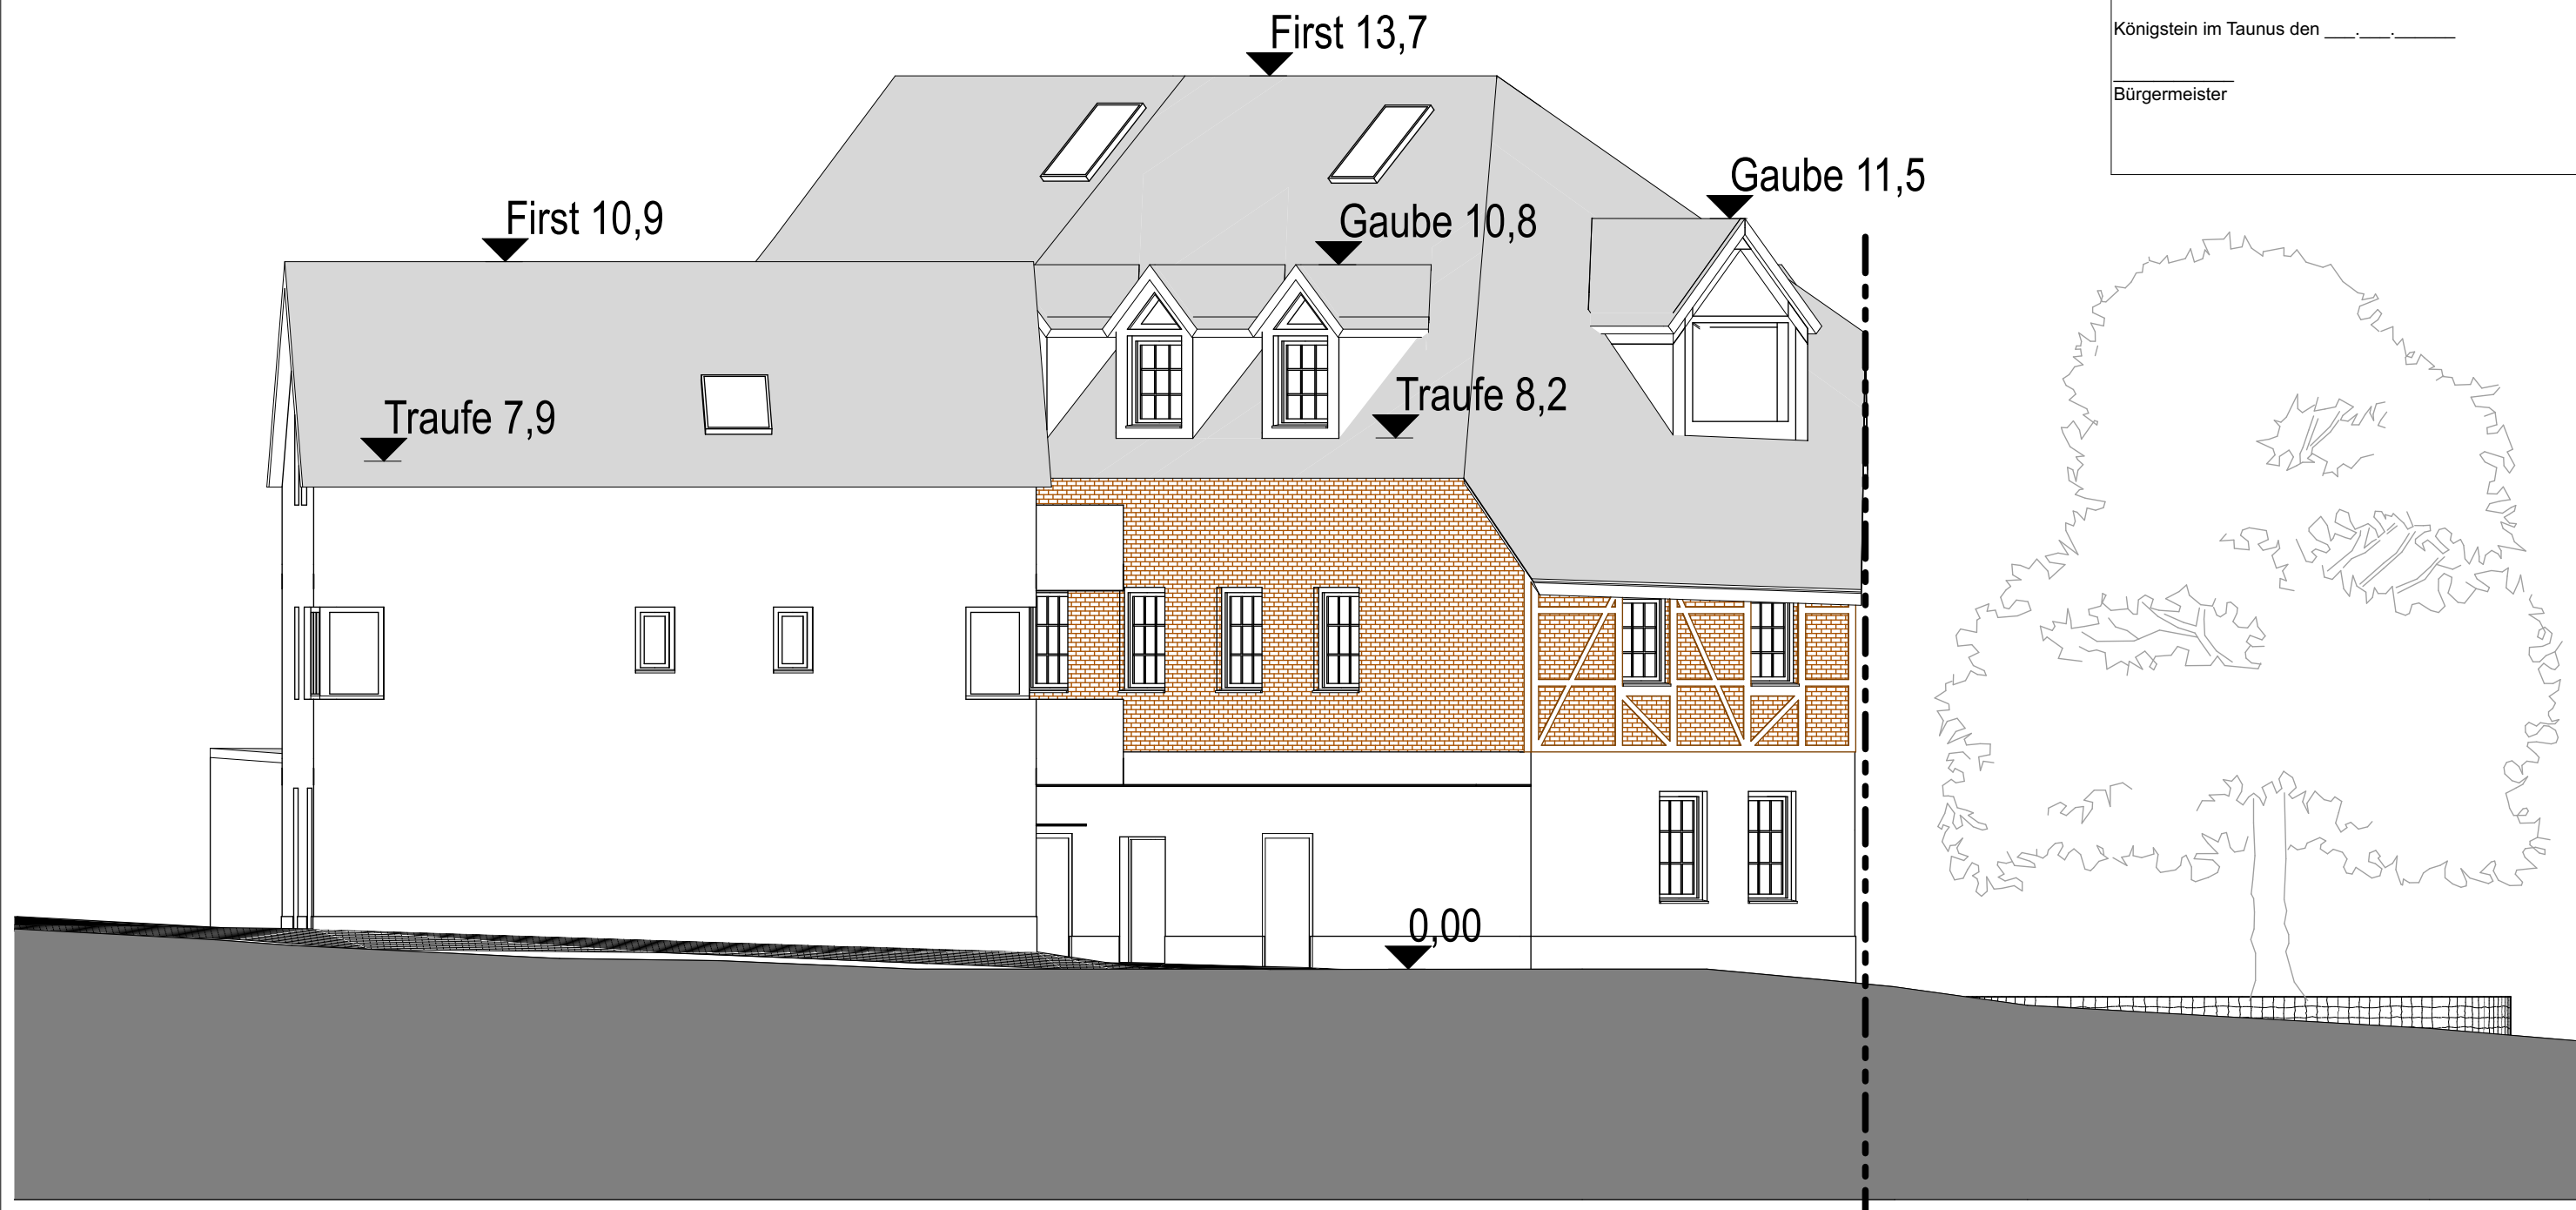 Königstein im Taunus den ___.___.______
____________
Bürgermeister
First 13,7
Gaube 11,5
First 10,9
Gaube 10,8
Traufe 8,2
Traufe 7,9
0,00